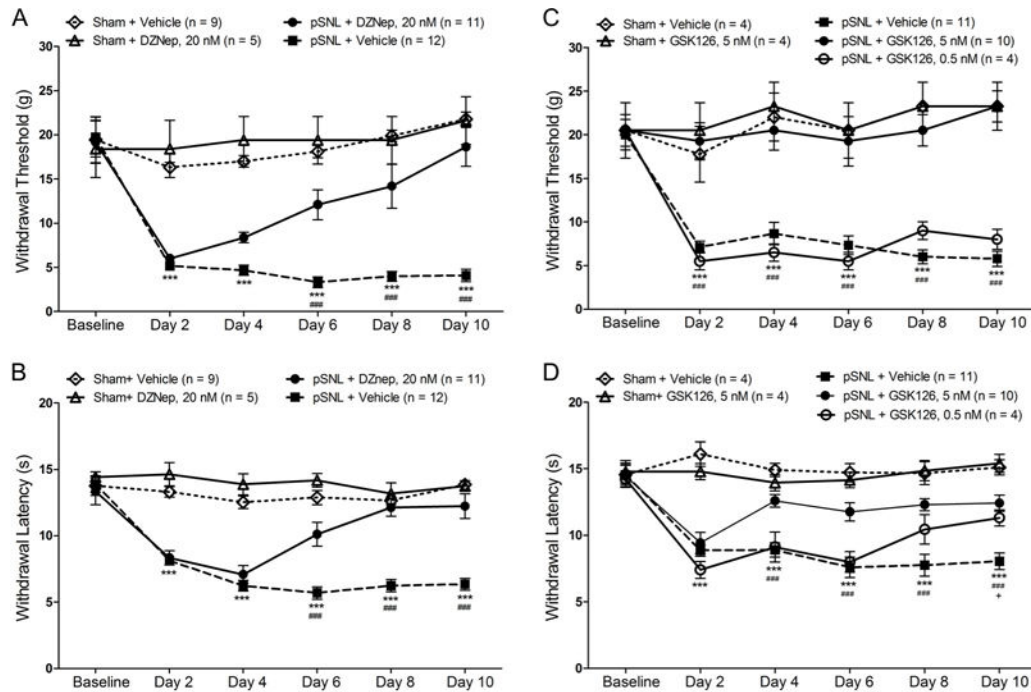 A
Sham + Vehicle (n = 9)
Sham + DZNep, 20 nM (n = 5)
pSNL + DZNep, 20 nM (n = 11)
pSNL + Vehicle (n = 12)
Withdrawal Threshold (g)
30
25
20
15
10
5
0
***
***
***
###
***
###
***
###
Baseline
Day 2
Day 4
Day 6
Day 8
Day 10
C
Sham + Vehicle (n = 4)
Sham + GSK126, 5 nM (n = 4)
pSNL + Vehicle (n = 11)
pSNL + GSK126, 5 nM (n = 10)
pSNL + GSK126, 0.5 nM (n = 4)
Withdrawal Threshold (g)
30
25
20
15
10
5
0
***
###
***
###
***
###
***
###
***
###
Baseline
Day 2
Day 4
Day 6
Day 8
Day 10
B
Sham+ Vehicle (n = 9)
Sham+ DZNep, 20 nM (n = 5)
pSNL + DZnep, 20 nM (n = 11)
pSNL + Vehicle (n = 12)
Withdrawal Latency (s)
20
15
10
5
0
***
***
***
###
***
###
***
###
Baseline
Day 2
Day 4
Day 6
Day 8
Day 10
D
Sham + Vehicle (n = 4)
Sham+ GSK126, 5 nM (n = 4)
pSNL + Vehicle (n = 11)
pSNL + GSK126, 5 nM (n = 10)
pSNL + GSK126, 0.5 nM (n = 4)
Withdrawal Latency (s)
20
15
10
5
0
***
***
###
***
###
***
###
***
###
+
Baseline
Day 2
Day 4
Day 6
Day 8
Day 10